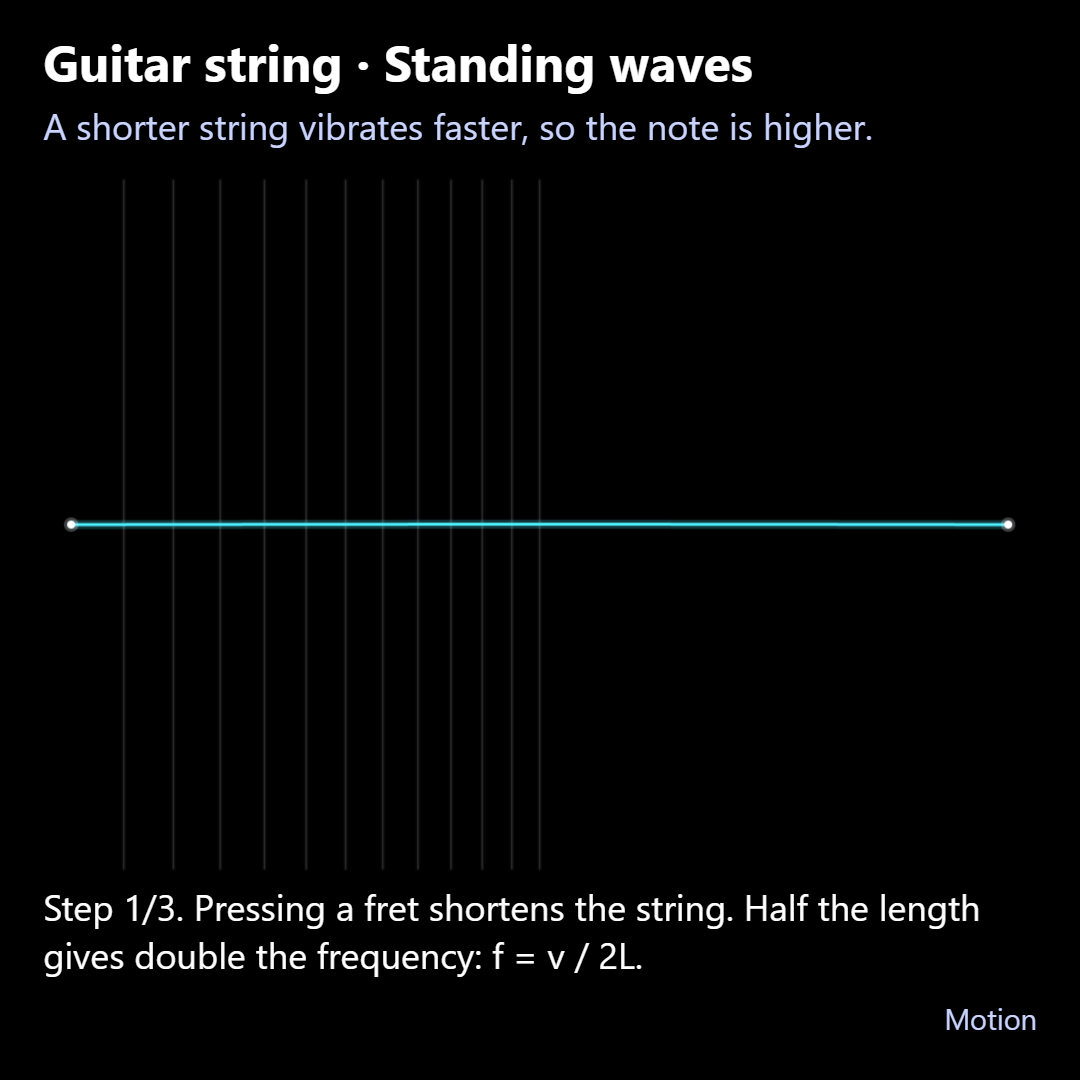 Guitar string · Standing waves
A shorter string vibrates faster, so the note is higher.
Step 1/3. Pressing a fret shortens the string. Half the length
gives double the frequency: f = v / 2L.
Motion